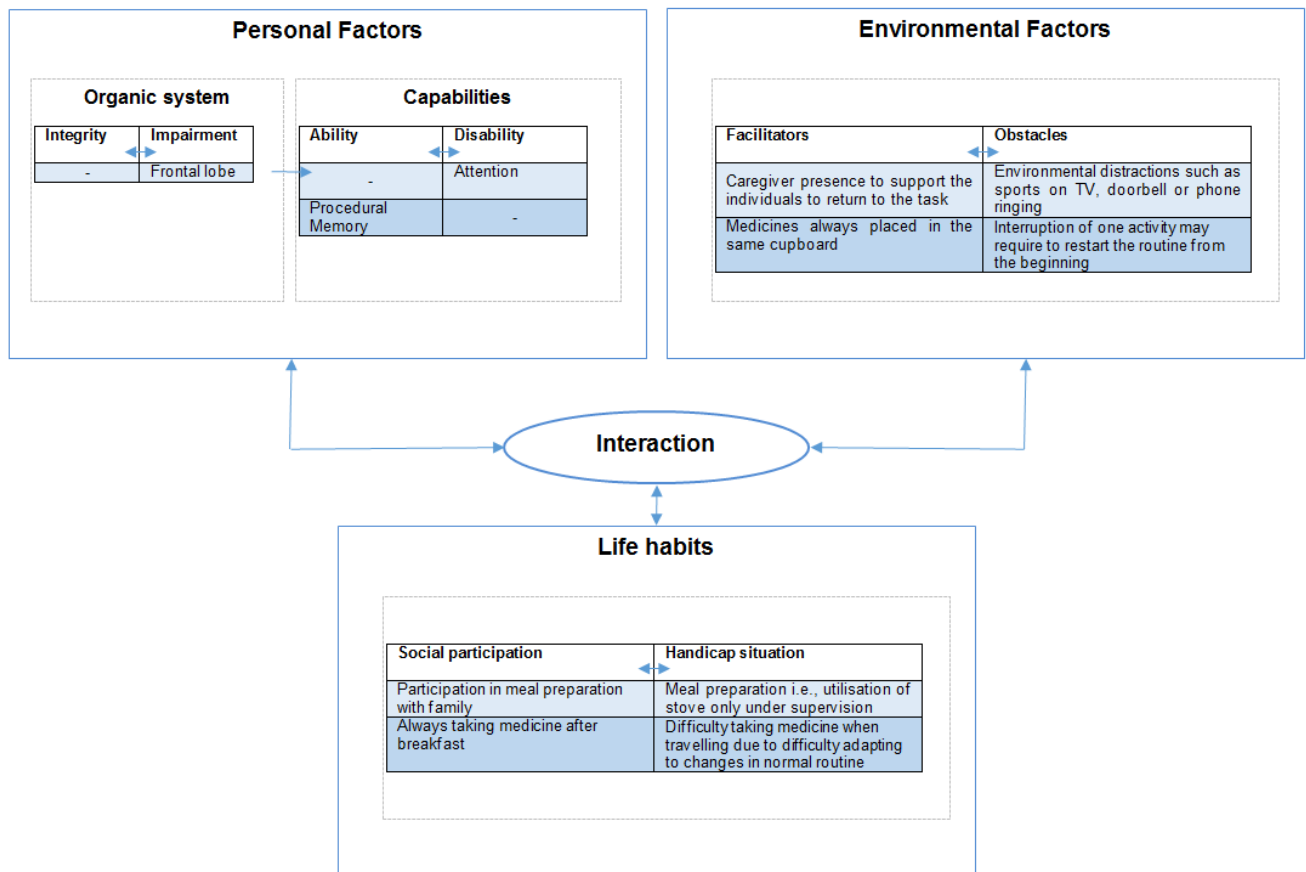 Personal Factors
Organic system
Integrity
Impairment
-
Frontal lobe
Capabilities
Ability
Disability
-
Attention
Procedural
Memory
-
Environmental Factors
Facilitators
Obstacles
Caregiver presence to support the
individuals to return to the task
Environmental distractions such as
sports on TV, doorbell or phone
ringing
Medicines always placed in the
same cupboard
Interruption of one activity may
require to restart the routine from
the beginning
Interaction
Life habits
Social participation
Handicap situation
Participation in meal preparation
with family
Meal preparation i.e., utilisation of
stove only under supervision
Always taking medicine after
breakfast
Difficulty taking medicine when
travelling due to difficulty adapting
to changes in normal routine